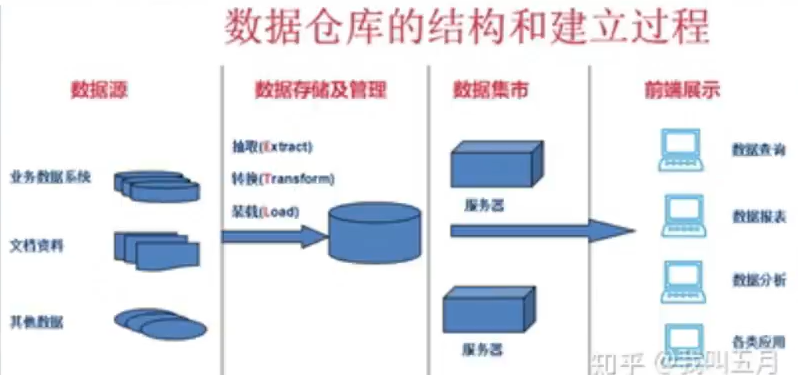 数据仓库的结构和建立过程
数据源
数据存储及管理
数据集市
前端展示
业务数据系统
文档资料
其他数据
抽取(Extract)
转换(Transform)
装载(Load)
服务器
服务器
数据查询
数据报表
数据分析
各类应用
知乎 @我叫五月